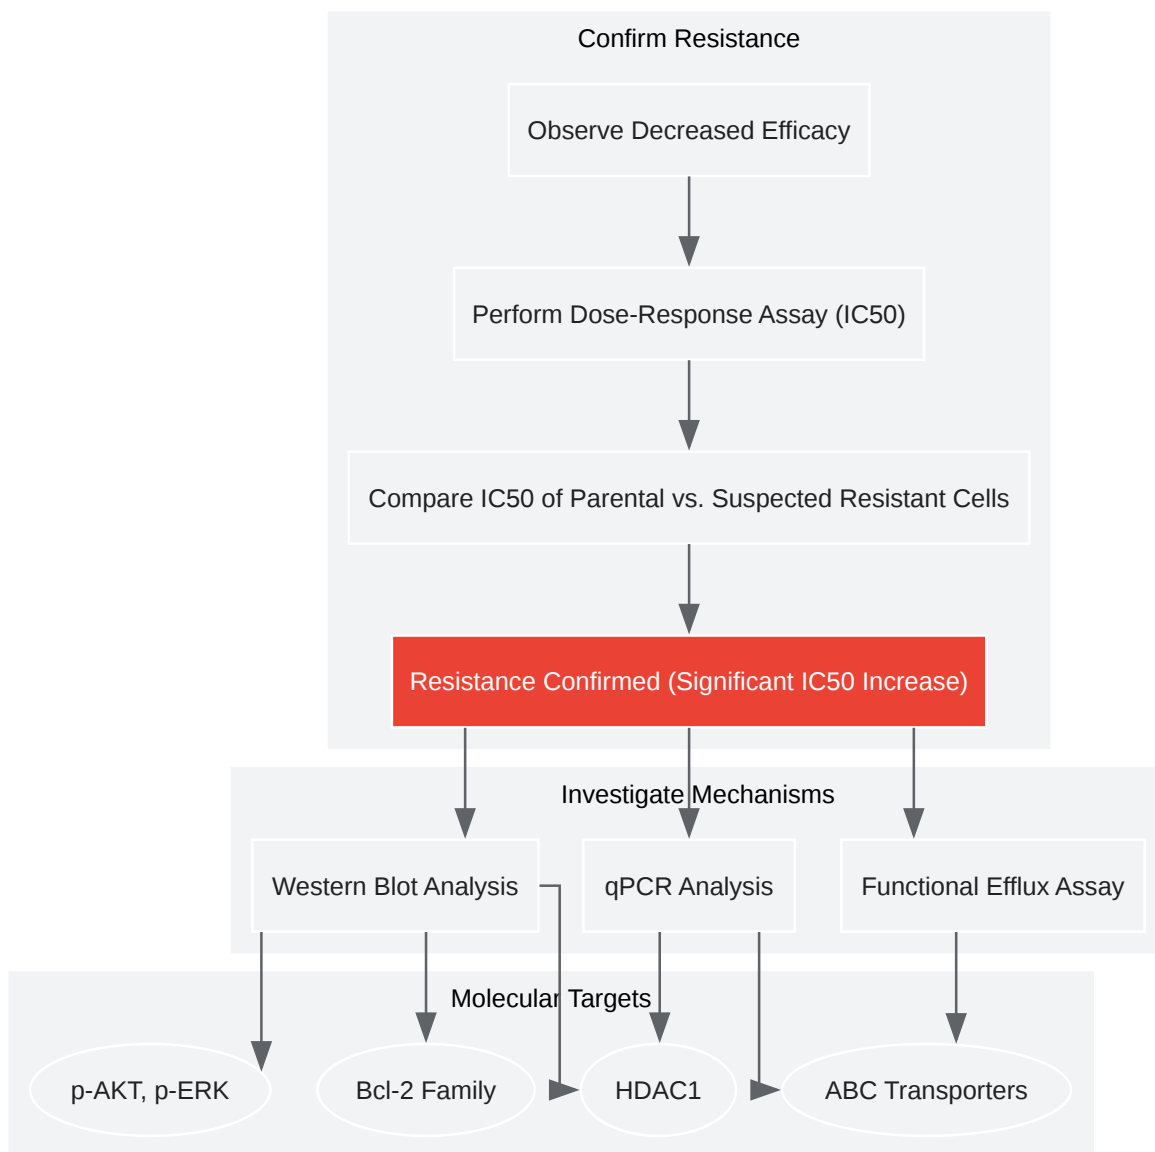 Confirm Resistance
Observe Decreased Efficacy
Perform Dose-Response Assay (IC50)
Compare IC50 of Parental vs. Suspected Resistant Cells
Resistance Confirmed (Significant IC50 Increase)
Investigate Mechanisms
Western Blot Analysis
qPCR Analysis
Functional Efflux Assay
Molecular Targets
p-AKT, p-ERK
Bcl-2 Family
HDAC1
ABC Transporters